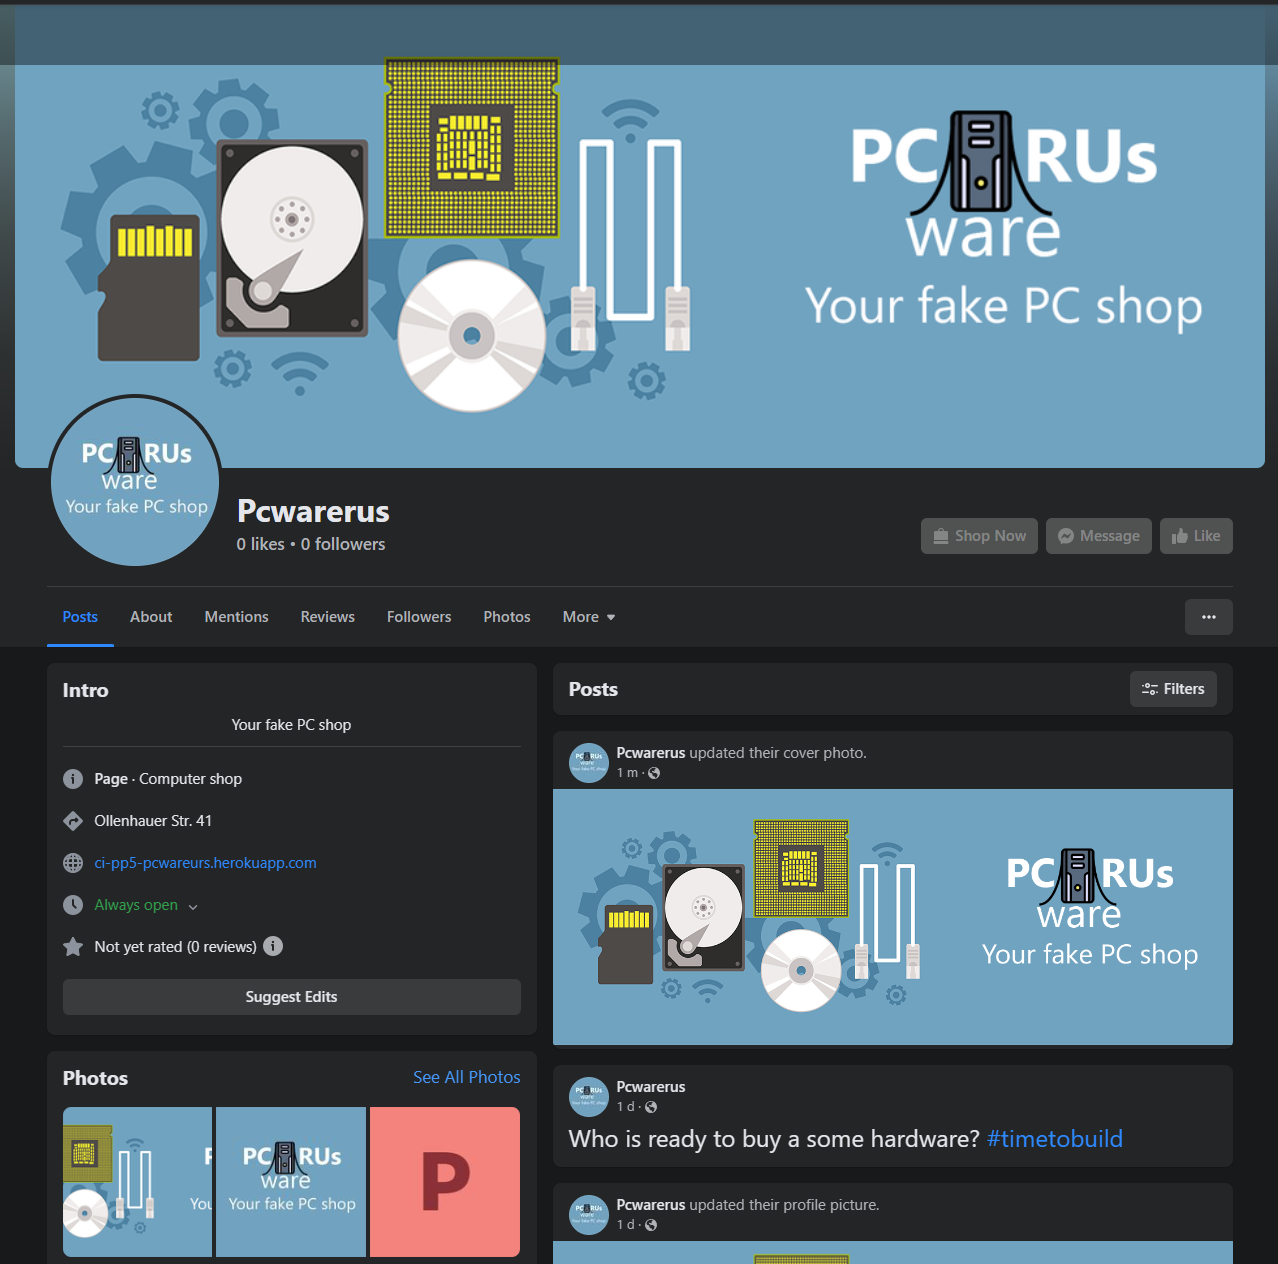 PC RUs
ware
Your fake PC shop
PC RUs
ware
Your fake PC shop
Pcwarerus
0 likes • 0 followers
Shop Now
Message
Like
Posts
About
Mentions
Reviews
Followers
Photos
More
Intro
Your fake PC shop
Page · Computer shop
Ollenhauer Str. 41
ci-pp5-pcwareurs.herokuapp.com
Always open
Not yet rated (0 reviews)
Suggest Edits
Photos
See All Photos
You
PC RUs
ware
Your fake PC shop
P
Posts
Filters
Pcwarerus updated their cover photo.
1 m ·
PC RUs
ware
Your fake PC shop
Pcwarerus
1 d ·
Who is ready to buy a some hardware? #timetobuild
Pcwarerus updated their profile picture.
1 d ·